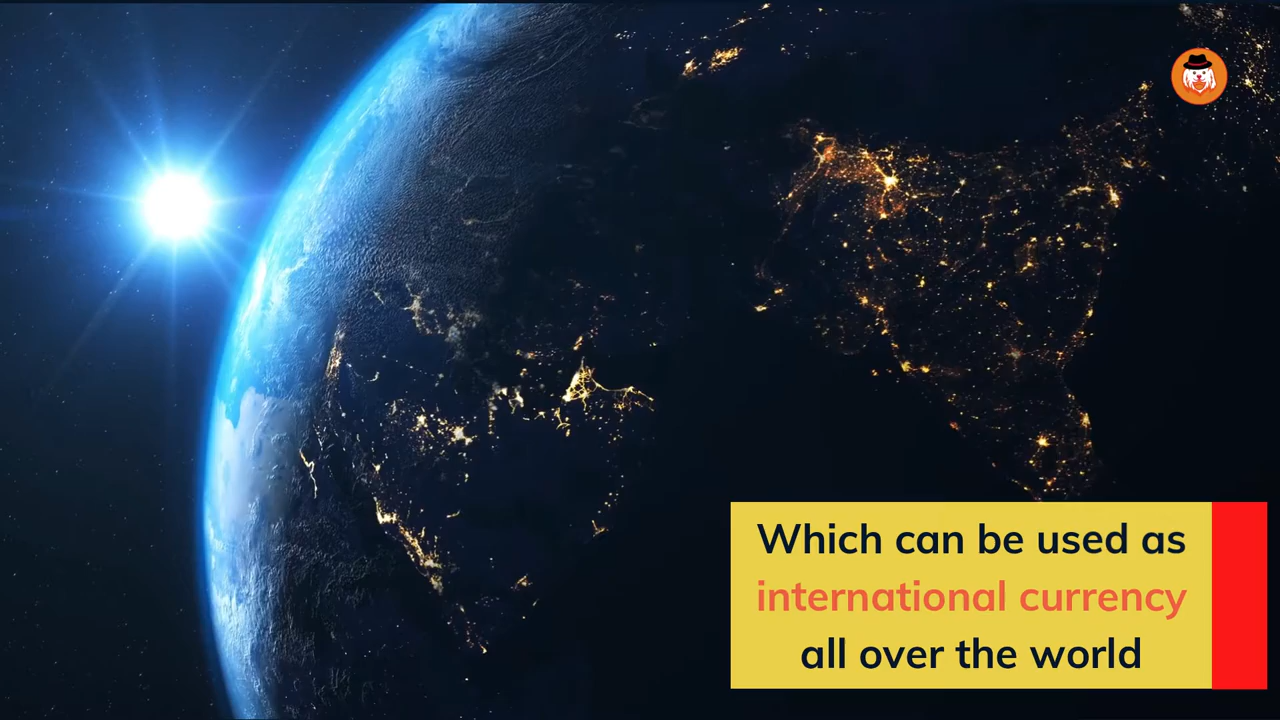 Which can be used as
international currency
all over the world